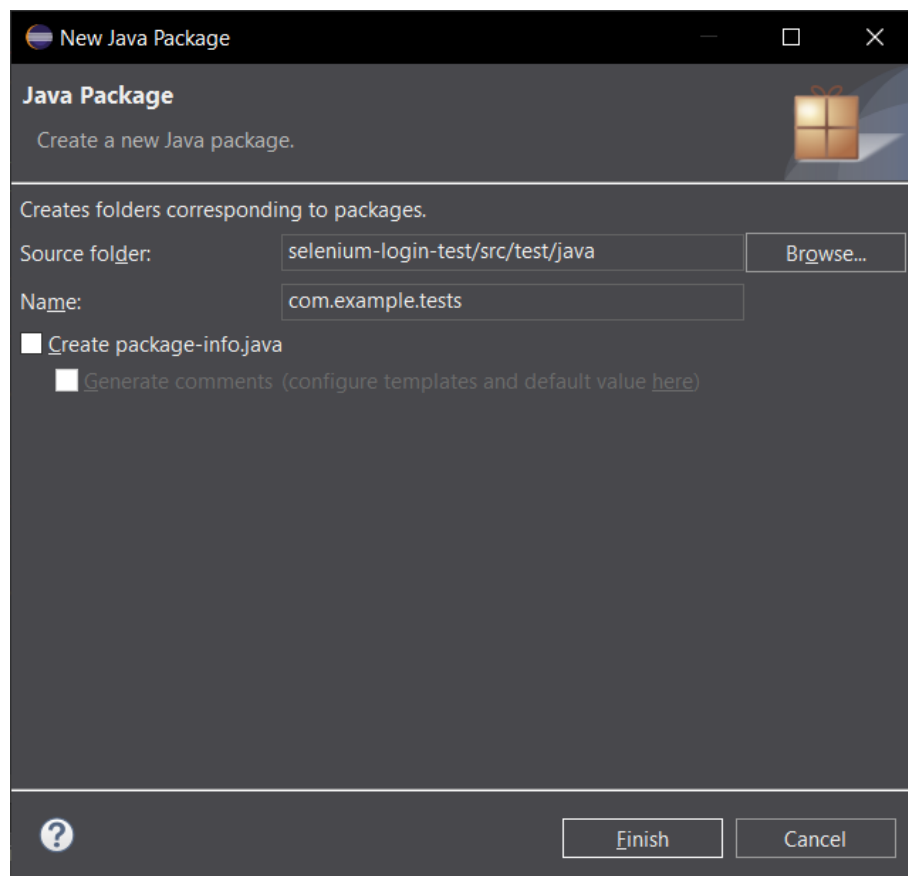 New Java Package
Java Package
Create a new Java package.
Creates folders corresponding to packages.
Source folder: selenium-login-test/src/test/java Browse...
Name: com.example.tests
Create package-info.java
Generate comments (configure templates and default value here)
? Finish Cancel